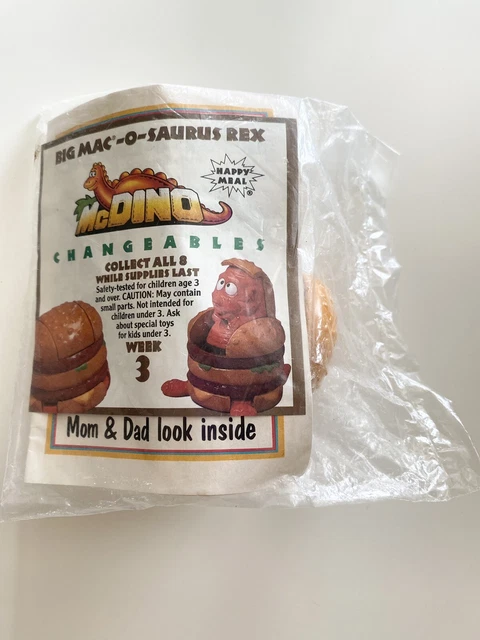 BIG MAC®-O-SAURUS REX
HAPPY
MEAL
®
McDINO
CHANGEABLES
COLLECT ALL 8
WHILE SUPPLIES LAST
Safety-tested for children age 3
and over. CAUTION: May contain
small parts. Not intended for
children under 3. Ask
about special toys
for kids under 3.
WEEK
3
Mom & Dad look inside